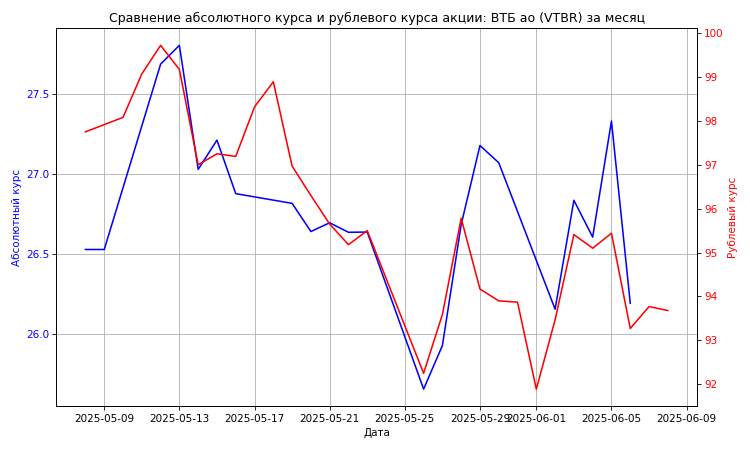 Сравнение абсолютного курса и рублевого курса акции: ВТБ ао (VTBR) за месяц
27.5
27.0
26.5
26.0
Абсолютный курс
100
99
98
97
96
95
94
93
92
Рублевый курс
2025-05-09 2025-05-13 2025-05-17 2025-05-21 2025-05-25 2025-05-29 2025-06-01 2025-06-05 2025-06-09
Дата